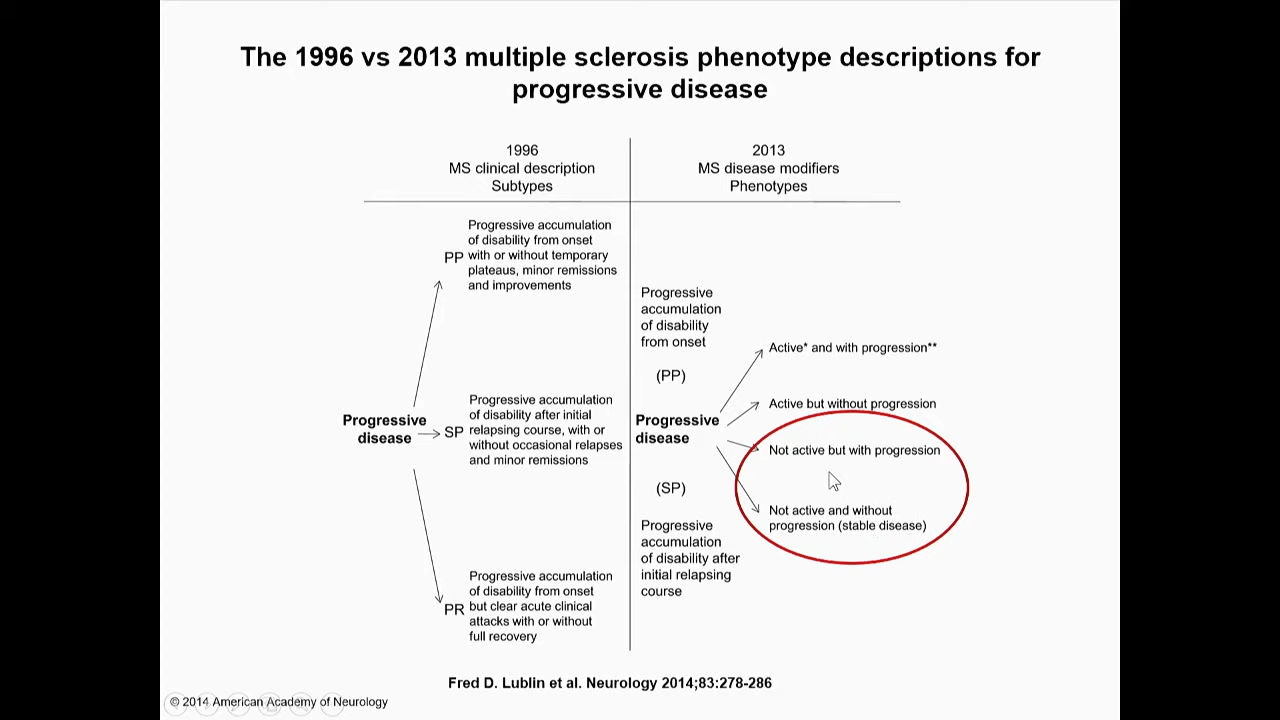 The 1996 vs 2013 multiple sclerosis phenotype descriptions for
progressive disease
1996
MS clinical description
Subtypes
2013
MS disease modifiers
Phenotypes
Progressive accumulation
of disability from onset
PP with or without temporary
plateaus, minor remissions
and improvements
Progressive
disease
Progressive accumulation
of disability after initial
SP relapsing course, with or
without occasional relapses
and minor remissions
Progressive accumulation
of disability from onset
PR but clear acute clinical
attacks with or without
full recovery
Progressive
accumulation
of disability
from onset
(PP)
Progressive
disease
(SP)
Progressive
accumulation
of disability after
initial relapsing
course
Active* and with progression**
Active but without progression
Not active but with progression
Not active and without
progression (stable disease)
Fred D. Lublin et al. Neurology 2014;83:278-286
© 2014 American Academy of Neurology